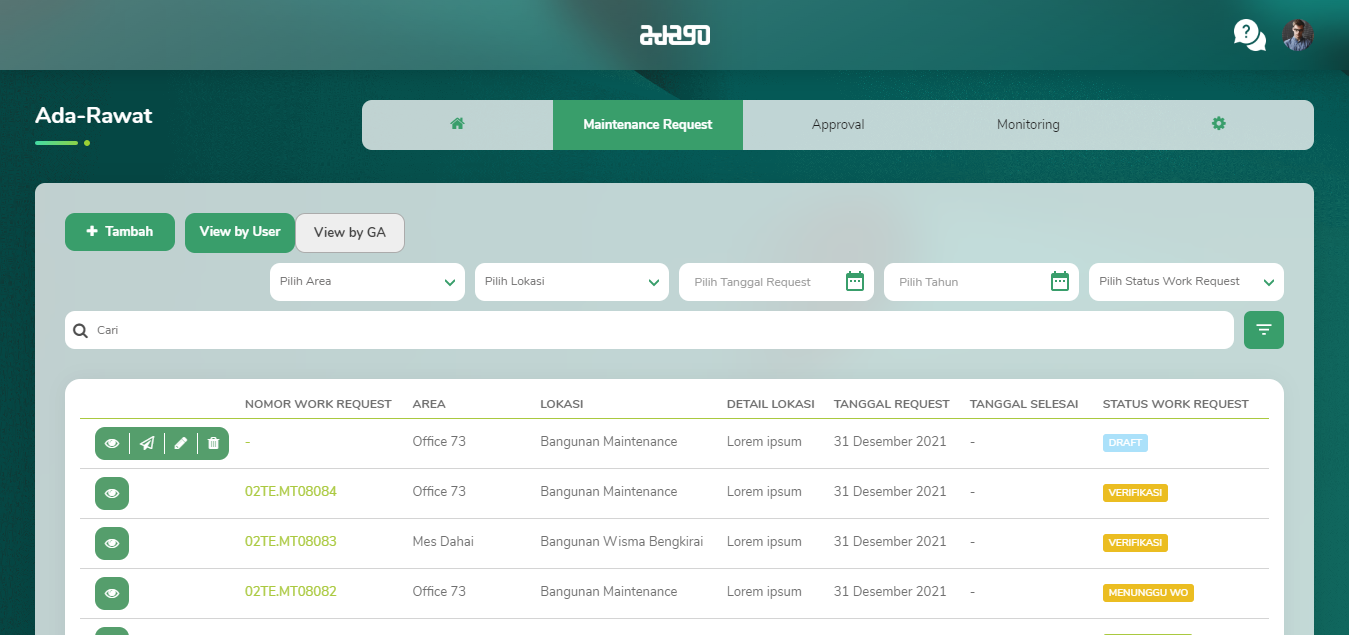 adago
Ada-Rawat
Maintenance Request
Approval
Monitoring
+ Tambah
View by User
View by GA
Pilih Area
Pilih Lokasi
Pilih Tanggal Request
Pilih Tahun
Pilih Status Work Request
Cari
NOMOR WORK REQUEST AREA LOKASI DETAIL LOKASI TANGGAL REQUEST TANGGAL SELESAI STATUS WORK REQUEST
- Office 73 Bangunan Maintenance Lorem ipsum 31 Desember 2021 - DRAFT
02TE.MT08084 Office 73 Bangunan Maintenance Lorem ipsum 31 Desember 2021 - VERIFIKASI
02TE.MT08083 Mes Dahai Bangunan Wisma Bengkirai Lorem ipsum 31 Desember 2021 - VERIFIKASI
02TE.MT08082 Office 73 Bangunan Maintenance Lorem ipsum 31 Desember 2021 - MENUNGGU WO